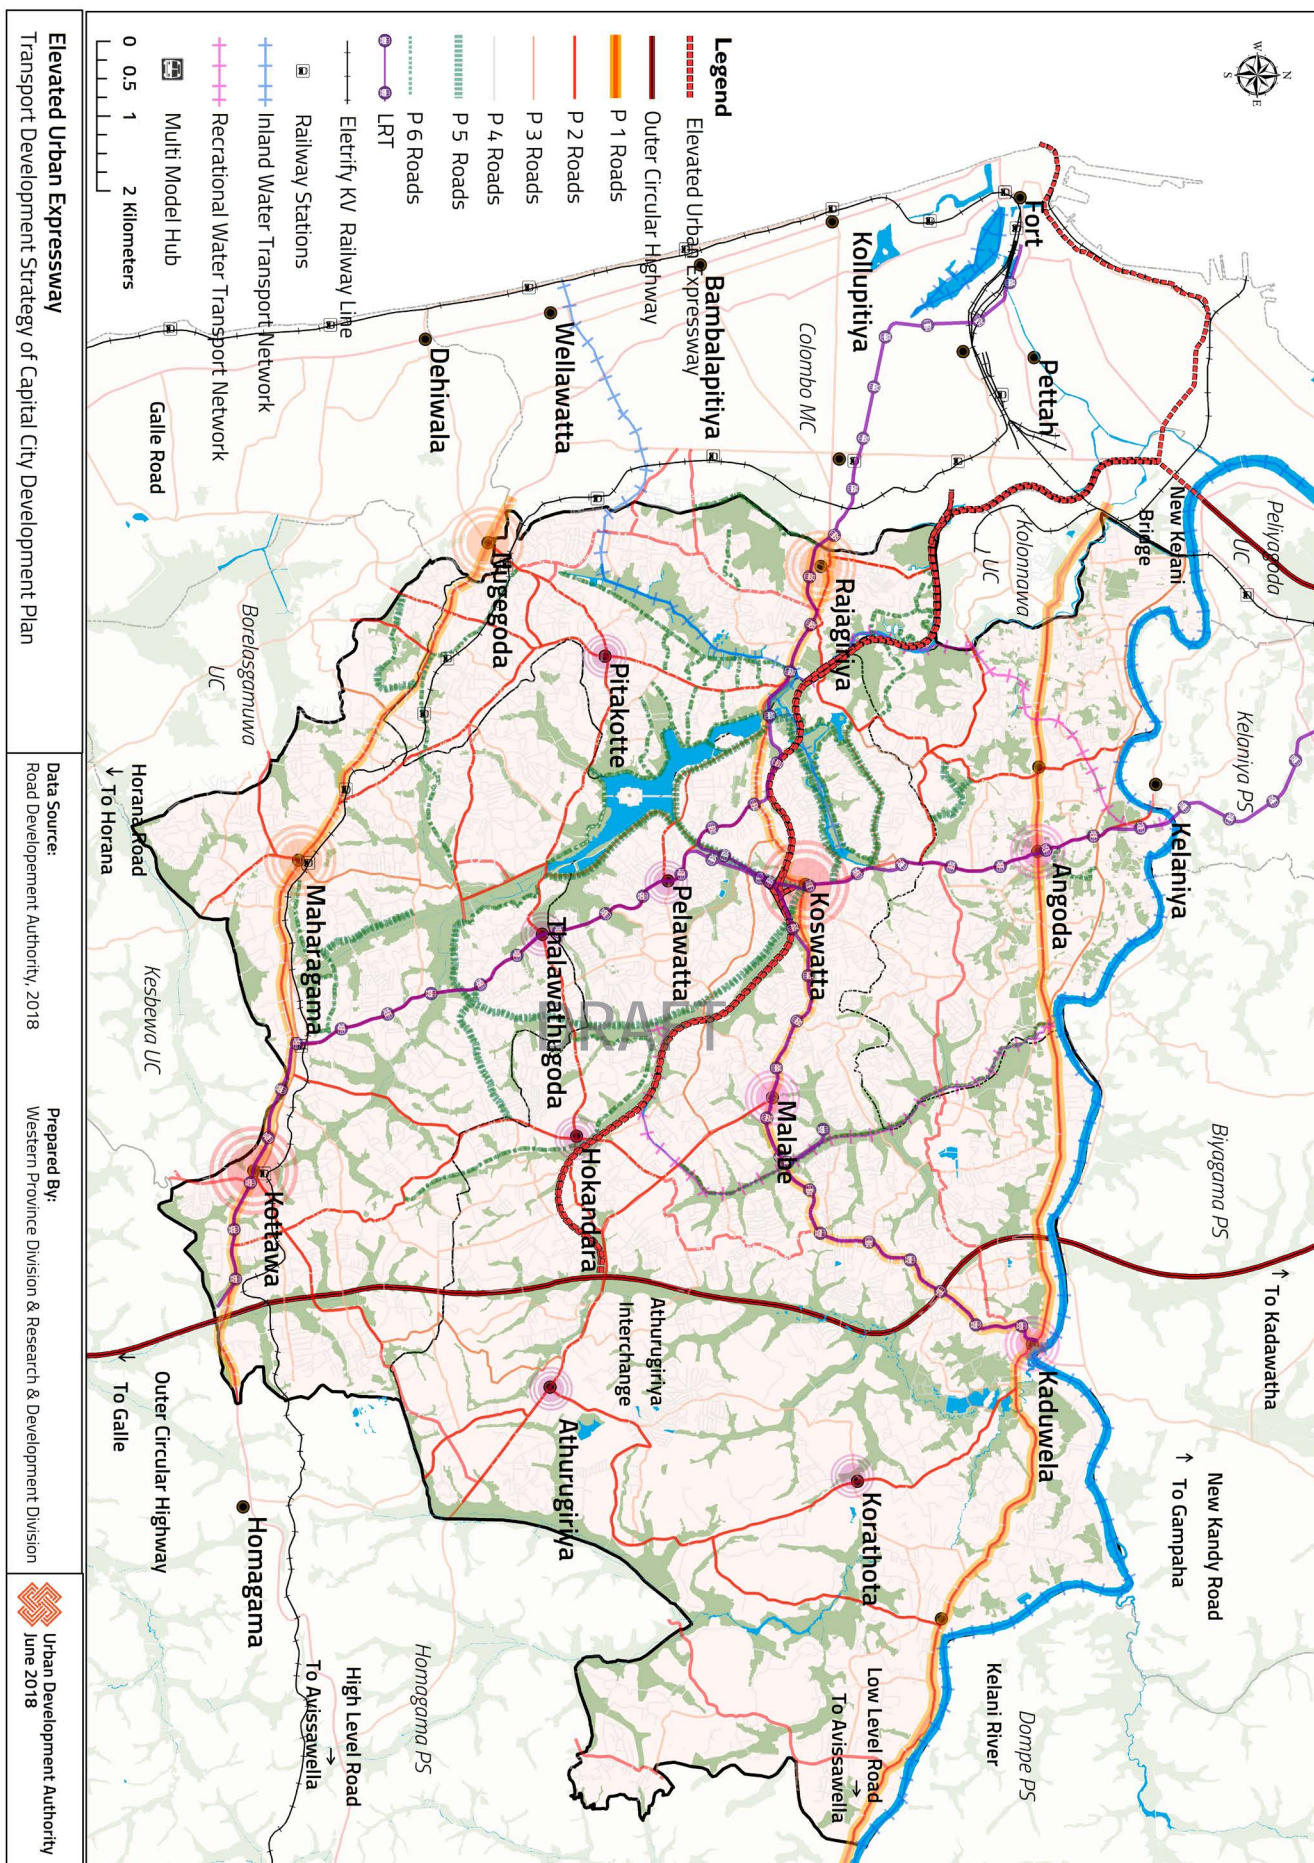 Legend
Elevated Urban Expressway
Outer Circular Highway
P 1 Roads
P 2 Roads
P 3 Roads
P 4 Roads
P 5 Roads
P 6 Roads
LRT
Eletrify KV Railway Line
Railway Stations
Inland Water Transport Network
Recrational Water Transport Network
Multi Model Hub
0 0.5 1 2 Kilometers
N
E
S
W
Fort
Pettah
Kollupitiya
Colombo MC
Bambalapitiya
Wellawatta
Dehiwala
Galle Road
New Kelani
Bridge
Peliyagoda
UC
Kolonnawa
UC
Kelaniya PS
Kelaniya
Rajagiriya
Nugegoda
Pitakotte
Borelasgamuwa
UC
Angoda
Koswatta
Pelawatta
Thalawathugoda
Maharagama
Horana Road
To Horana
Kesbewa UC
DRAFT
Biyagama PS
Malabe
Hokandara
Kottawa
To Kadawatha
Athurugiriya
Interchange
Kaduwela
Athurugiriya
Korathota
Outer Circular Highway
To Galle
New Kandy Road
To Gampaha
Homagama
Homagama PS
High Level Road
To Avissawella
Low Level Road
To Avissawella
Kelani River
Dompe PS
Elevated Urban Expressway
Transport Development Strategy of Capital City Development Plan
Data Source:
Road Developement Authority, 2018
Prepared By:
Western Province Division & Research & Development Division
Urban Development Authority
June 2018